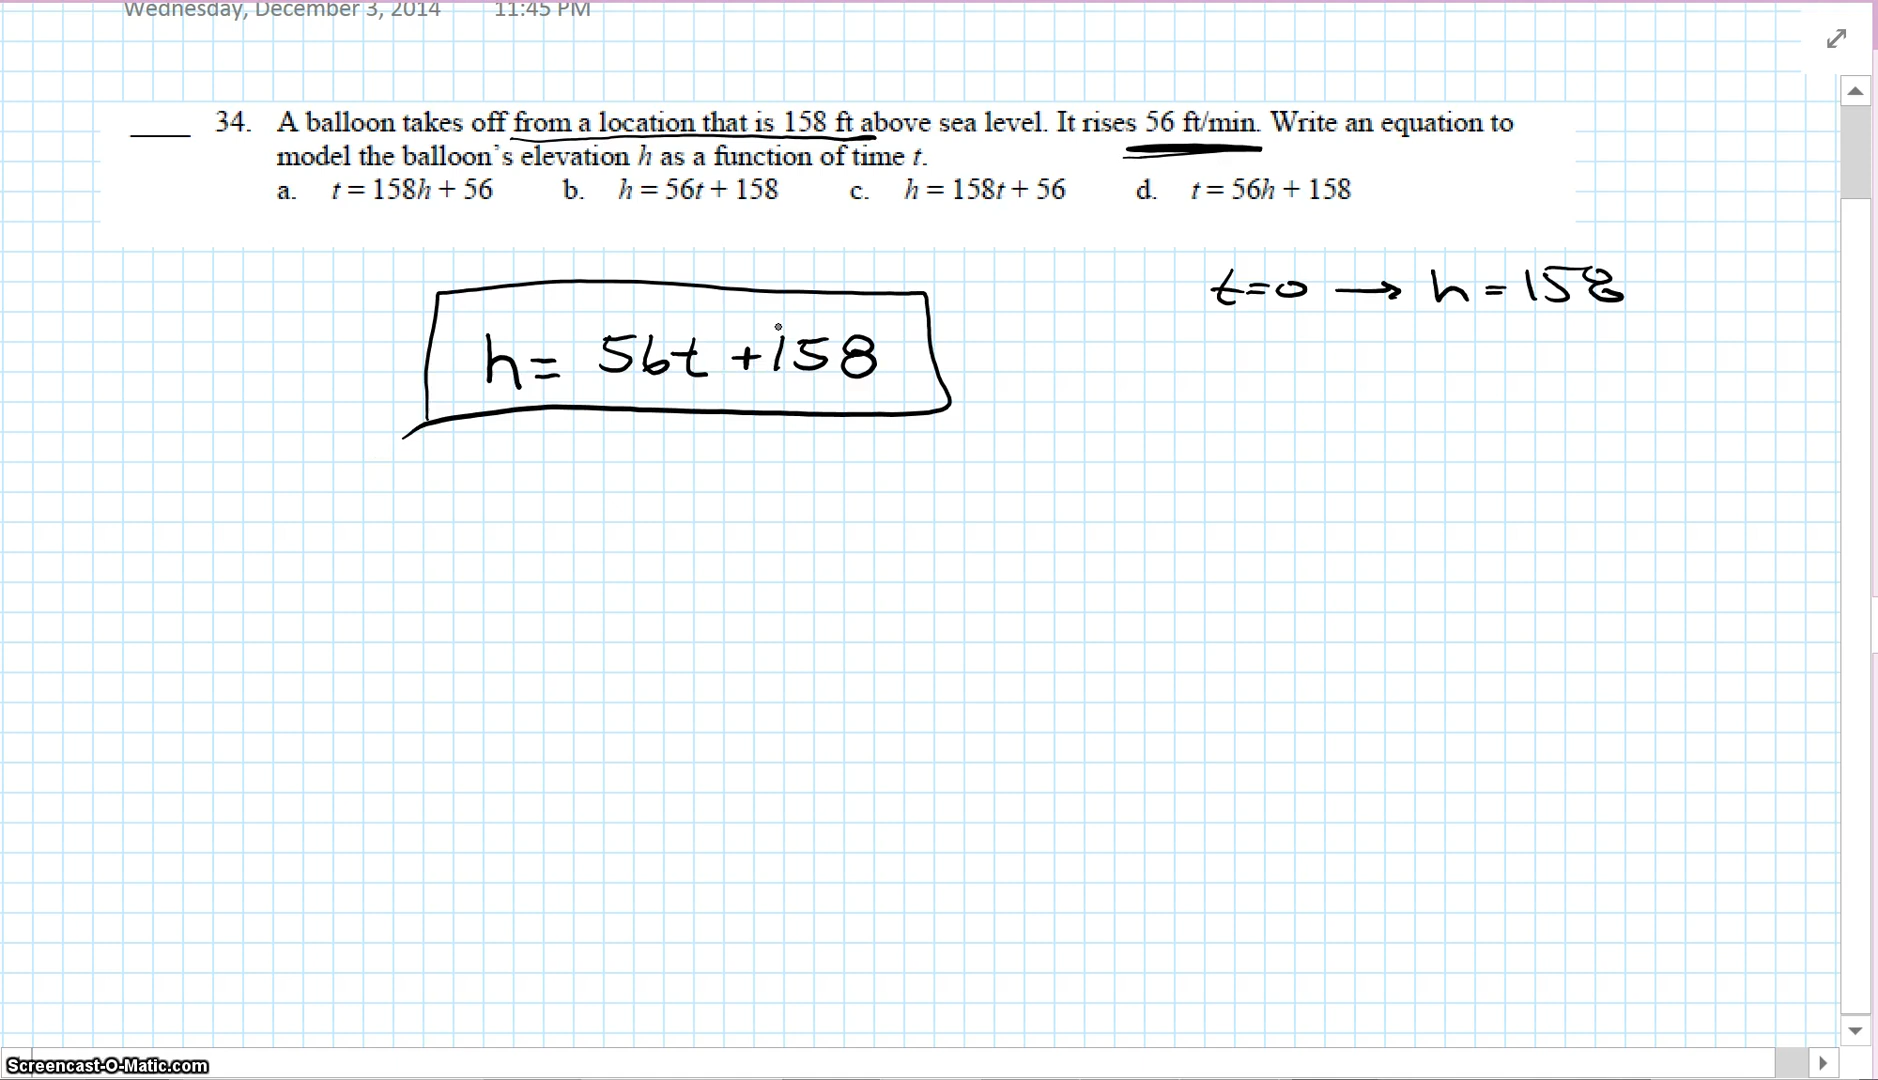 Wednesday, December 3, 2014 11:45 PM
34. A balloon takes off from a location that is 158 ft above sea level. It rises 56 ft/min. Write an equation to
model the balloon's elevation h as a function of time t.
a. t = 158h + 56 b. h = 56t + 158 c. h = 158t + 56 d. t = 56h + 158
t=0 → h = 158
h = 56t + 158
Screencast-O-Matic.com